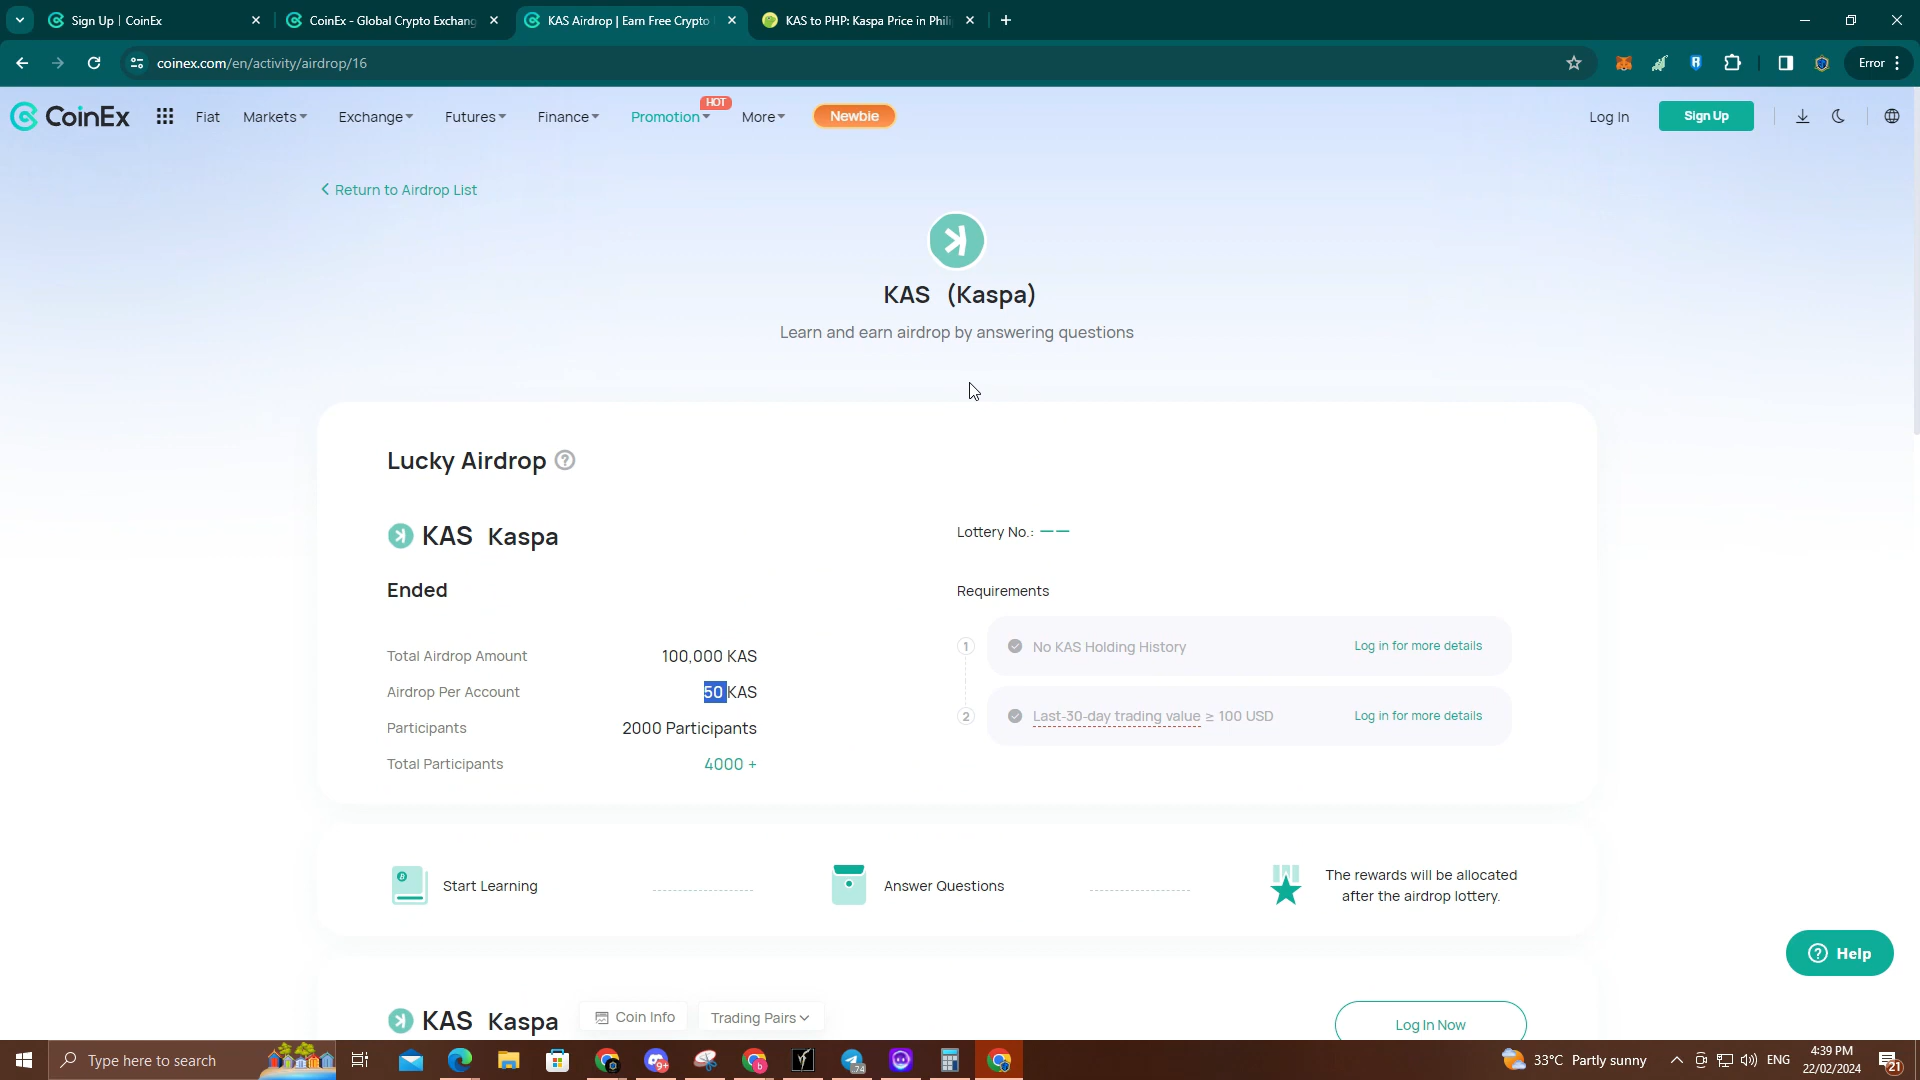 Sign Up | CoinEx
CoinEx - Global Crypto Exchang
KAS Airdrop | Earn Free Crypto
KAS to PHP: Kaspa Price in Phili
coinex.com/en/activity/airdrop/16
Error
CoinEx
Fiat
Markets
Exchange
Futures
Finance
Promotion
HOT
More
Newbie
Log In
Sign Up
Return to Airdrop List
KAS (Kaspa)
Learn and earn airdrop by answering questions
Lucky Airdrop
KAS Kaspa
Lottery No.: ——
Ended
Requirements
Total Airdrop Amount 100,000 KAS
1 No KAS Holding History Log in for more details
Airdrop Per Account 50 KAS
2 Last-30-day trading value ≥ 100 USD Log in for more details
Participants 2000 Participants
Total Participants 4000 +
Start Learning
Answer Questions
The rewards will be allocated
after the airdrop lottery.
Help
KAS Kaspa
Coin Info
Trading Pairs
Log In Now
Type here to search
9+
74
33°C Partly sunny
ENG
4:39 PM
22/02/2024
21